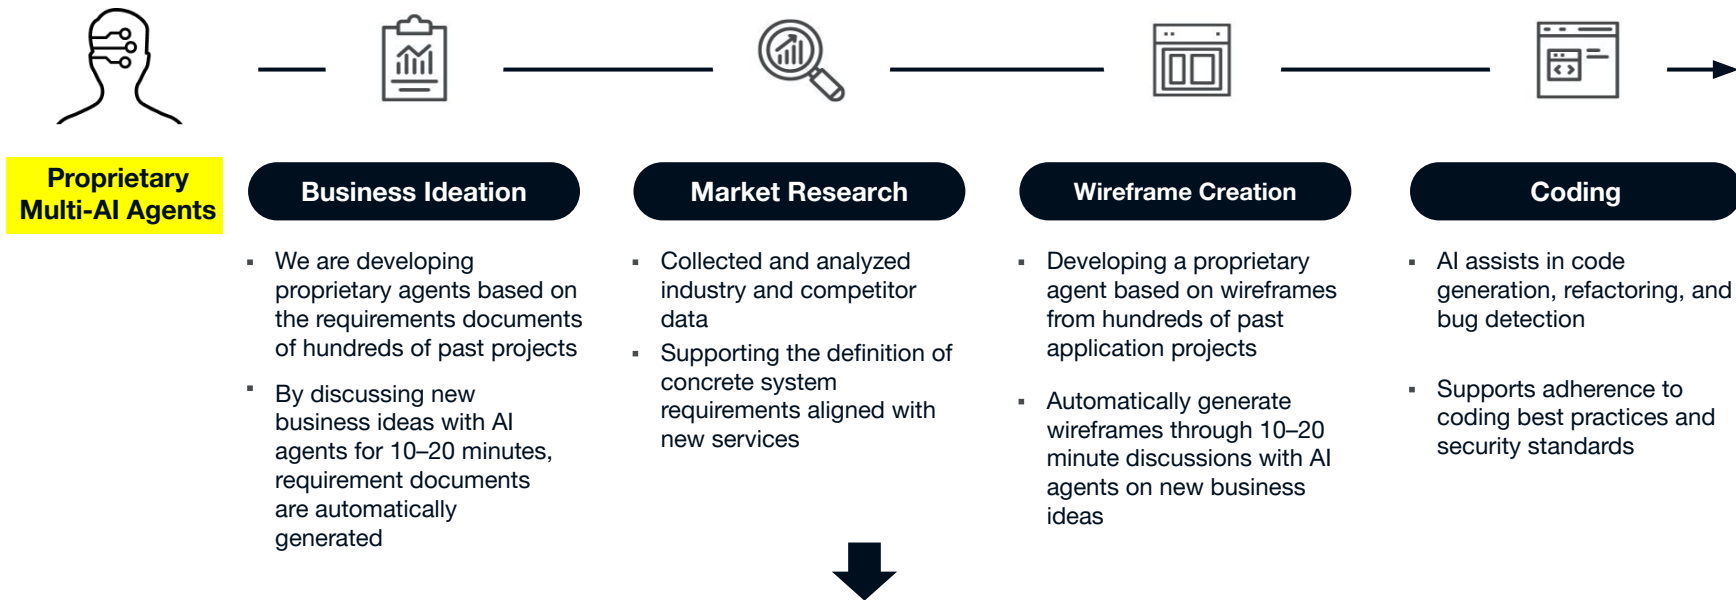 Proprietary
Multi-AI Agents
Business Ideation
▪ We are developing
proprietary agents based on
the requirements documents
of hundreds of past projects
▪ By discussing new
business ideas with AI
agents for 10–20 minutes,
requirement documents
are automatically
generated
Market Research
▪ Collected and analyzed
industry and competitor
data
▪ Supporting the definition of
concrete system
requirements aligned with
new services
Wireframe Creation
▪ Developing a proprietary
agent based on wireframes
from hundreds of past
application projects
▪ Automatically generate
wireframes through 10–20
minute discussions with AI
agents on new business
ideas
Coding
▪ AI assists in code
generation, refactoring, and
bug detection
▪ Supports adherence to
coding best practices and
security standards